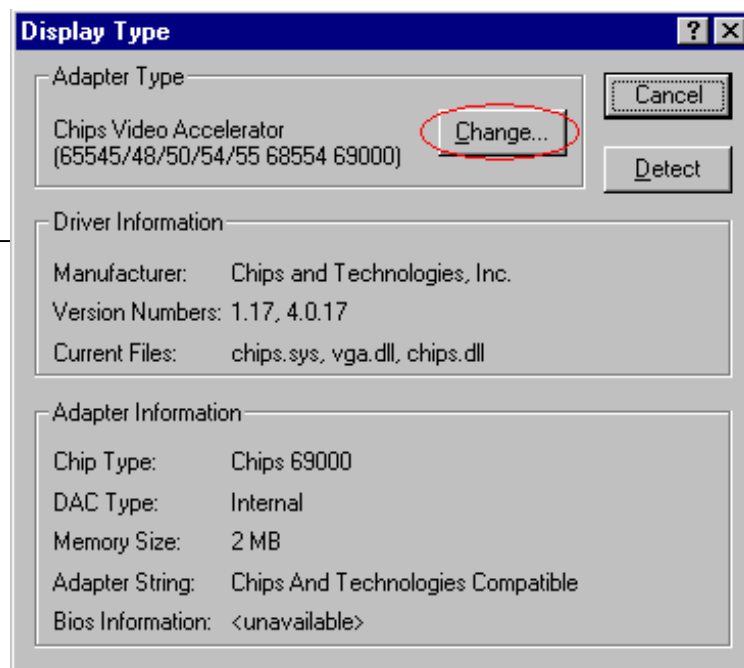 Display Type
Adapter Type
Chips Video Accelerator
(65545/48/50/54/55 68554 69000)
Change...
Cancel
Detect
Driver Information
Manufacturer: Chips and Technologies, Inc.
Version Numbers: 1.17, 4.0.17
Current Files: chips.sys, vga.dll, chips.dll
Adapter Information
Chip Type: Chips 69000
DAC Type: Internal
Memory Size: 2 MB
Adapter String: Chips And Technologies Compatible
Bios Information: <unavailable>